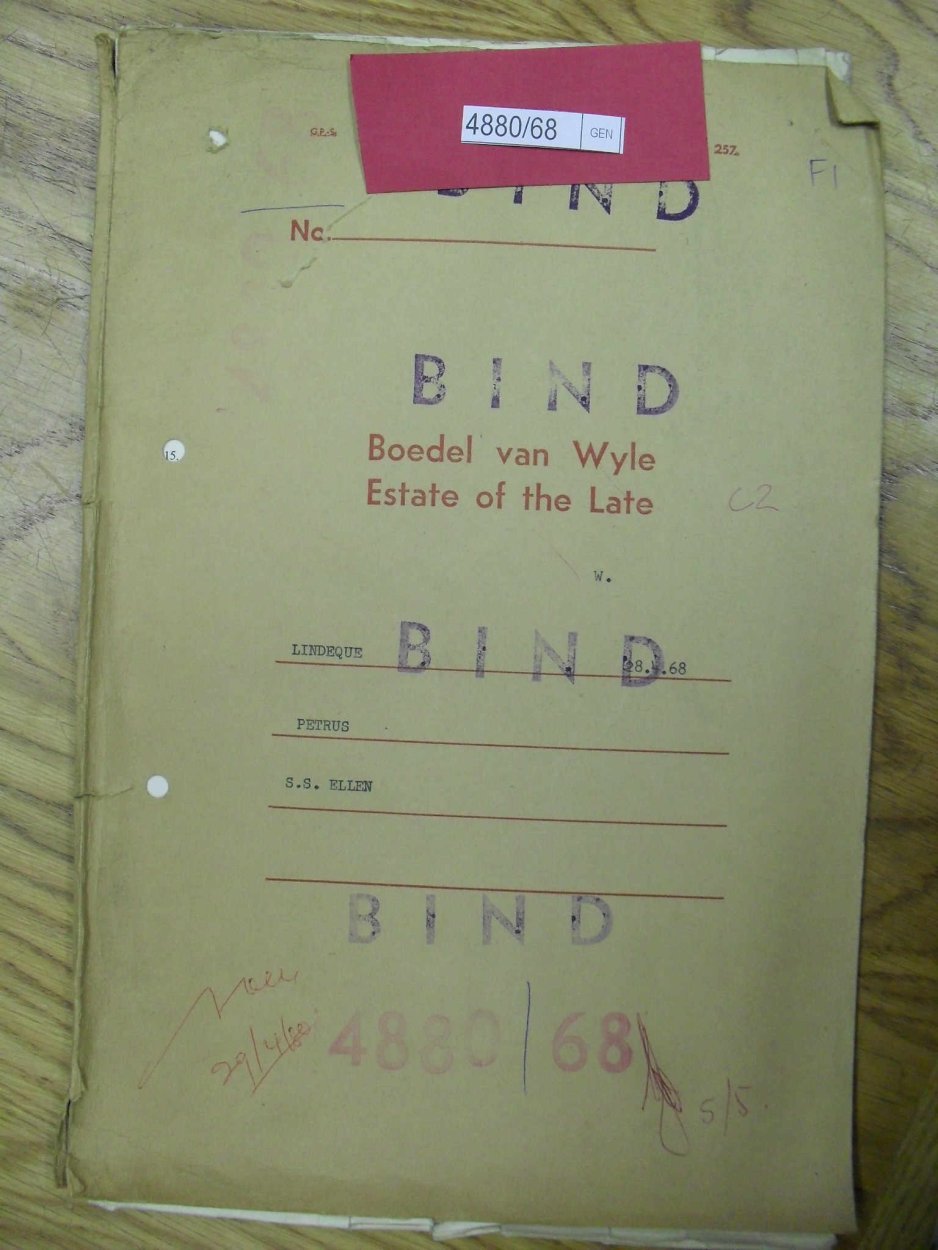 4880/68 GEN
G.P.-S.
257.
F1
BIND
No.
BIND
15.
Boedel van Wyle
Estate of the Late
C2
W.
LINDEQUE
BIND
PETRUS
S.S. ELLEN
BIND
4880/68
5/5.